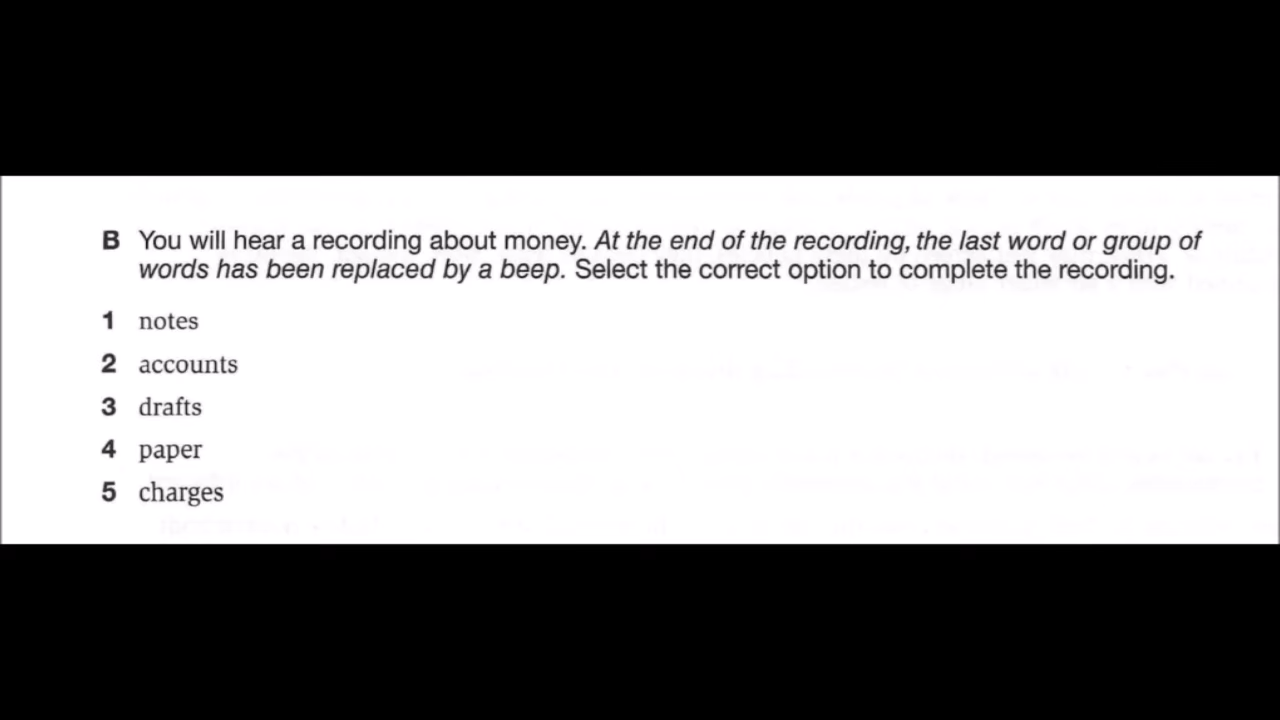 B You will hear a recording about money. At the end of the recording, the last word or group of
words has been replaced by a beep. Select the correct option to complete the recording.
1 notes
2 accounts
3 drafts
4 paper
5 charges